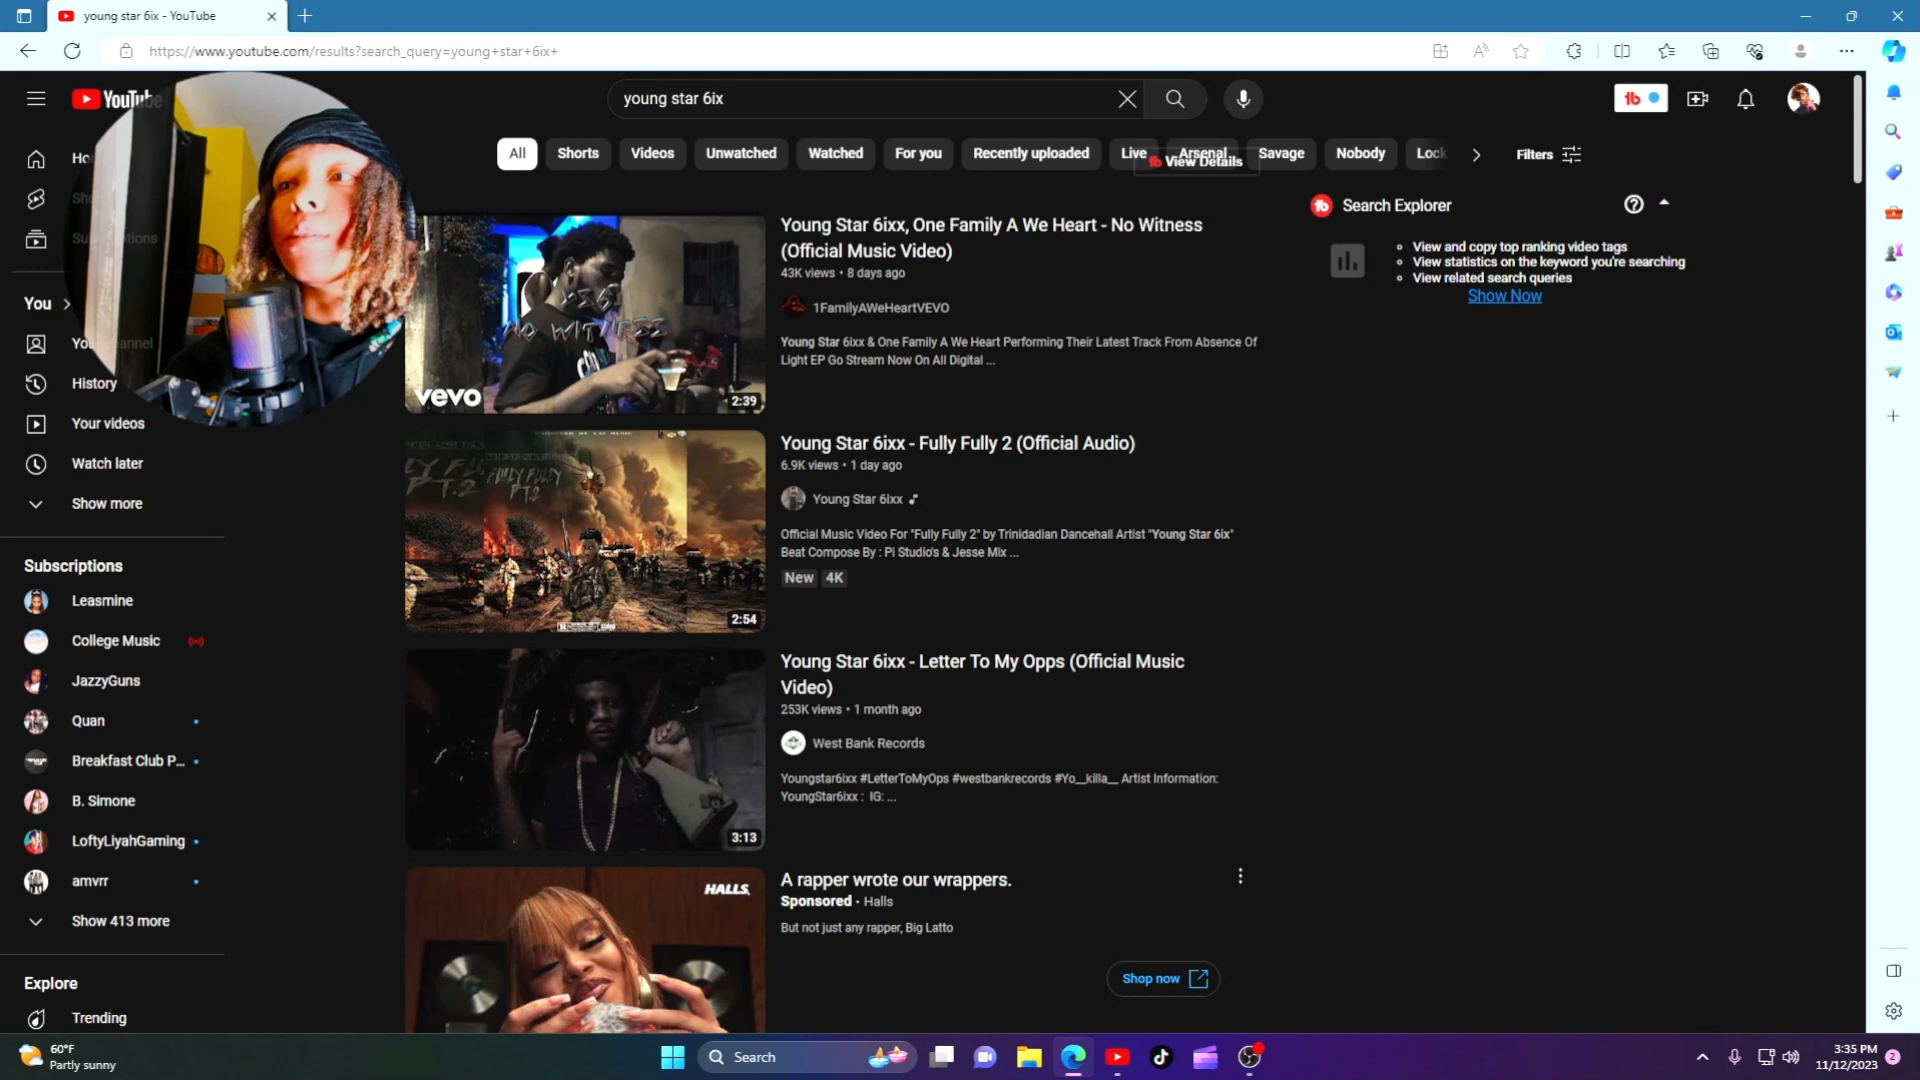 young star 6ix - YouTube
https://www.youtube.com/results?search_query=young+star+6ix+
YouTube
young star 6ix
All Shorts Videos Unwatched Watched For you Recently uploaded Live Arsenal Savage Nobody Filters
View Details
You
History
Your videos
Watch later
Show more
Subscriptions
Leasmine
College Music
JazzyGuns
Quan
Breakfast Club P...
B. Simone
LoftyLiyahGaming
amvrr
Show 413 more
Explore
Trending
NO WITNESS
vevo
2:39
Young Star 6ixx, One Family A We Heart - No Witness
(Official Music Video)
43K views • 8 days ago
1FamilyAWeHeartVEVO
Young Star 6ixx & One Family A We Heart Performing Their Latest Track From Absence Of
Light EP Go Stream Now On All Digital ...
FULLY FULLY
PT.2
2:54
Young Star 6ixx - Fully Fully 2 (Official Audio)
6.9K views • 1 day ago
Young Star 6ixx
Official Music Video For "Fully Fully 2" by Trinidadian Dancehall Artist "Young Star 6ix"
Beat Compose By : Pi Studio's & Jesse Mix ...
New 4K
3:13
Young Star 6ixx - Letter To My Opps (Official Music
Video)
253K views • 1 month ago
West Bank Records
Youngstar6ixx #LetterToMyOps #westbankrecords #Yo__killa__ Artist Information:
YoungStar6ixx : IG: ...
HALLS
A rapper wrote our wrappers.
Sponsored · Halls
But not just any rapper, Big Latto
Shop now
Search Explorer
View and copy top ranking video tags
View statistics on the keyword you're searching
View related search queries
Show Now
60°F
Partly sunny
Search
3:35 PM
11/12/2023
2